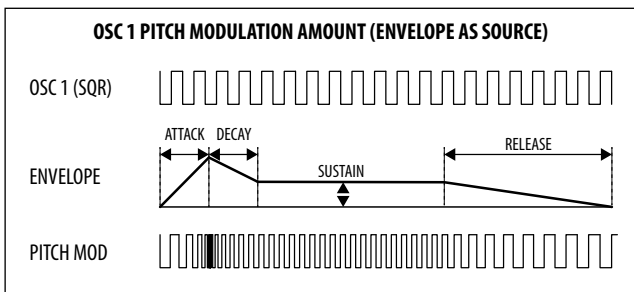 OSC 1 PITCH MODULATION AMOUNT (ENVELOPE AS SOURCE)
OSC 1 (SQR)
ATTACK DECAY
RELEASE
ENVELOPE
SUSTAIN
PITCH MOD